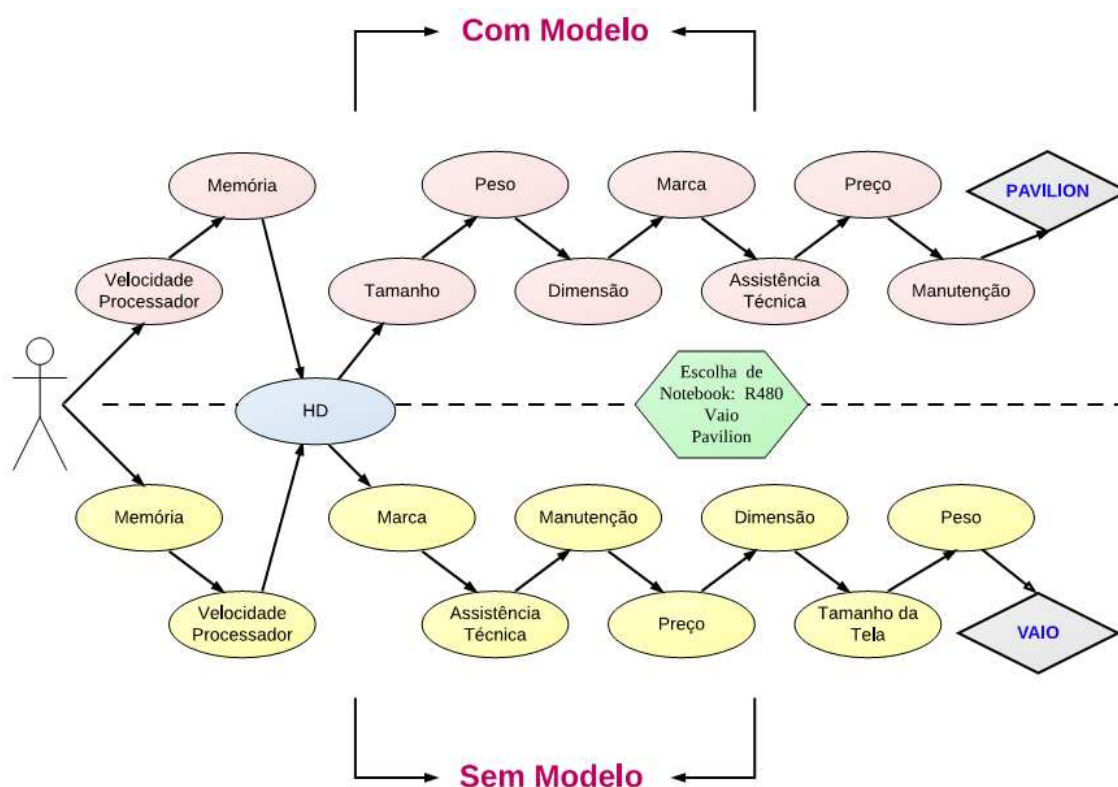 Com Modelo
Memória
Peso
Marca
Preço
PAVILION
Velocidade
Processador
Tamanho
Dimensão
Assistência
Técnica
Manutenção
HD
Escolha de
Notebook: R480
Vaio
Pavilion
Memória
Marca
Manutenção
Dimensão
Peso
Velocidade
Processador
Assistência
Técnica
Preço
Tamanho da
Tela
VAIO
Sem Modelo